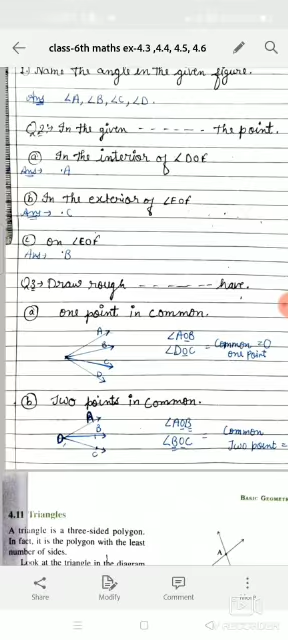 class-6th maths ex-4.3 ,4.4, 4.5, 4.6
1.) Name the angle in the given figure.
Ans ∠A, ∠B, ∠C, ∠D.
Q2:→ In the given ------ the point.
(a) In the interior of ∠DOF
Ans→ ·A
(b) In the exterior of ∠EOF
Ans→ ·C
(c) on ∠EOF
Ans→ ·B
Q3→ Draw rough ------ have.
(a) one point in common.
A
B
C
D
∠AOB
∠DOC
= Common =O
one point
(b) Two points in Common.
A
B
O
C
∠AOB
∠BOC
= Common
Two point =
BASIC GEOMET
4.11 Triangles
A triangle is a three-sided polygon.
In fact, it is the polygon with the least
number of sides.
Look at the triangle in the diagram
A
Share
Modify
Comment
RECORDER